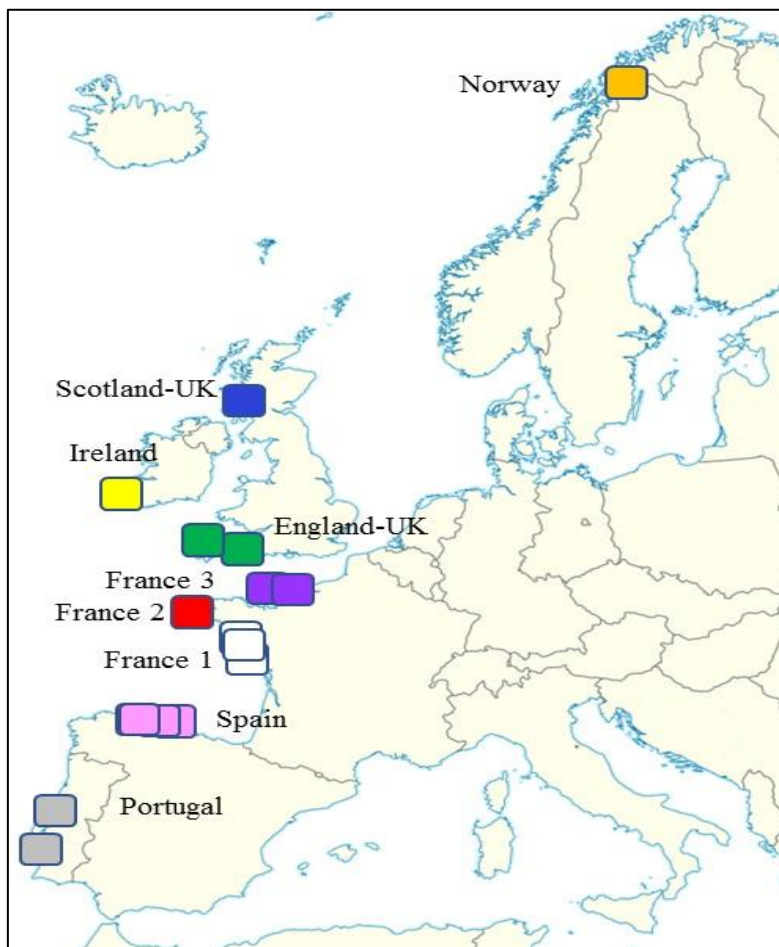 Norway
Scotland-UK
Ireland
England-UK
France 3
France 2
France 1
Spain
Portugal